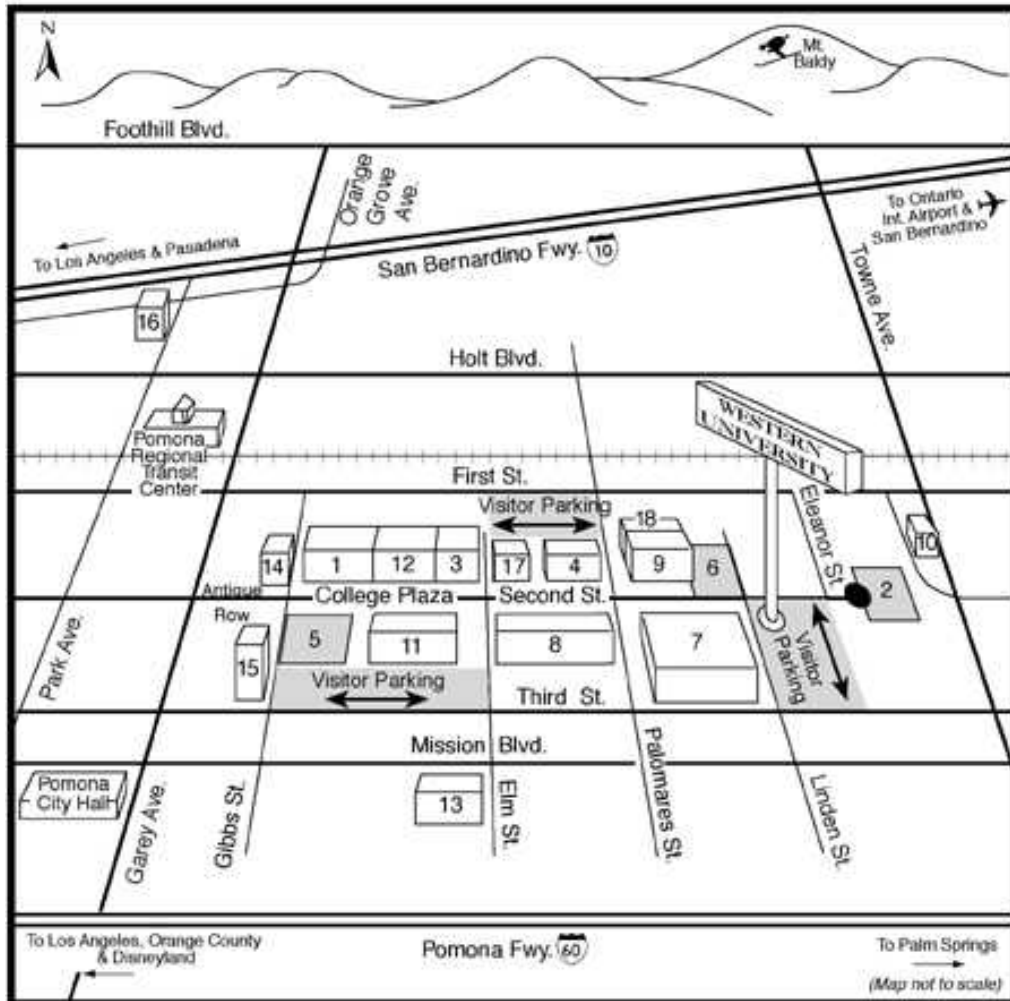 N
Mt.
Baldy
Foothill Blvd.
Orange
Grove
Ave.
To Ontario
Int. Airport &
San Bernardino
To Los Angeles & Pasadena
San Bernardino Fwy. 10
Towne Ave.
16
Holt Blvd.
WESTERN
UNIVERSITY
Pomona
Regional
Transit
Center
First St.
Visitor Parking
Eleanor St.
18
14
1
12
3
17
4
9
6
10
2
Antique
Row
College Plaza
Second St.
5
11
8
7
15
Visitor Parking
Visitor
Parking
Park Ave.
Third St.
Mission Blvd.
Pomona
City Hall
13
Garey Ave.
Gibbs St.
Elm St.
Palomares St.
Linden St.
To Los Angeles, Orange County
& Disneyland
Pomona Fwy. 60
To Palm Springs
(Map not to scale)